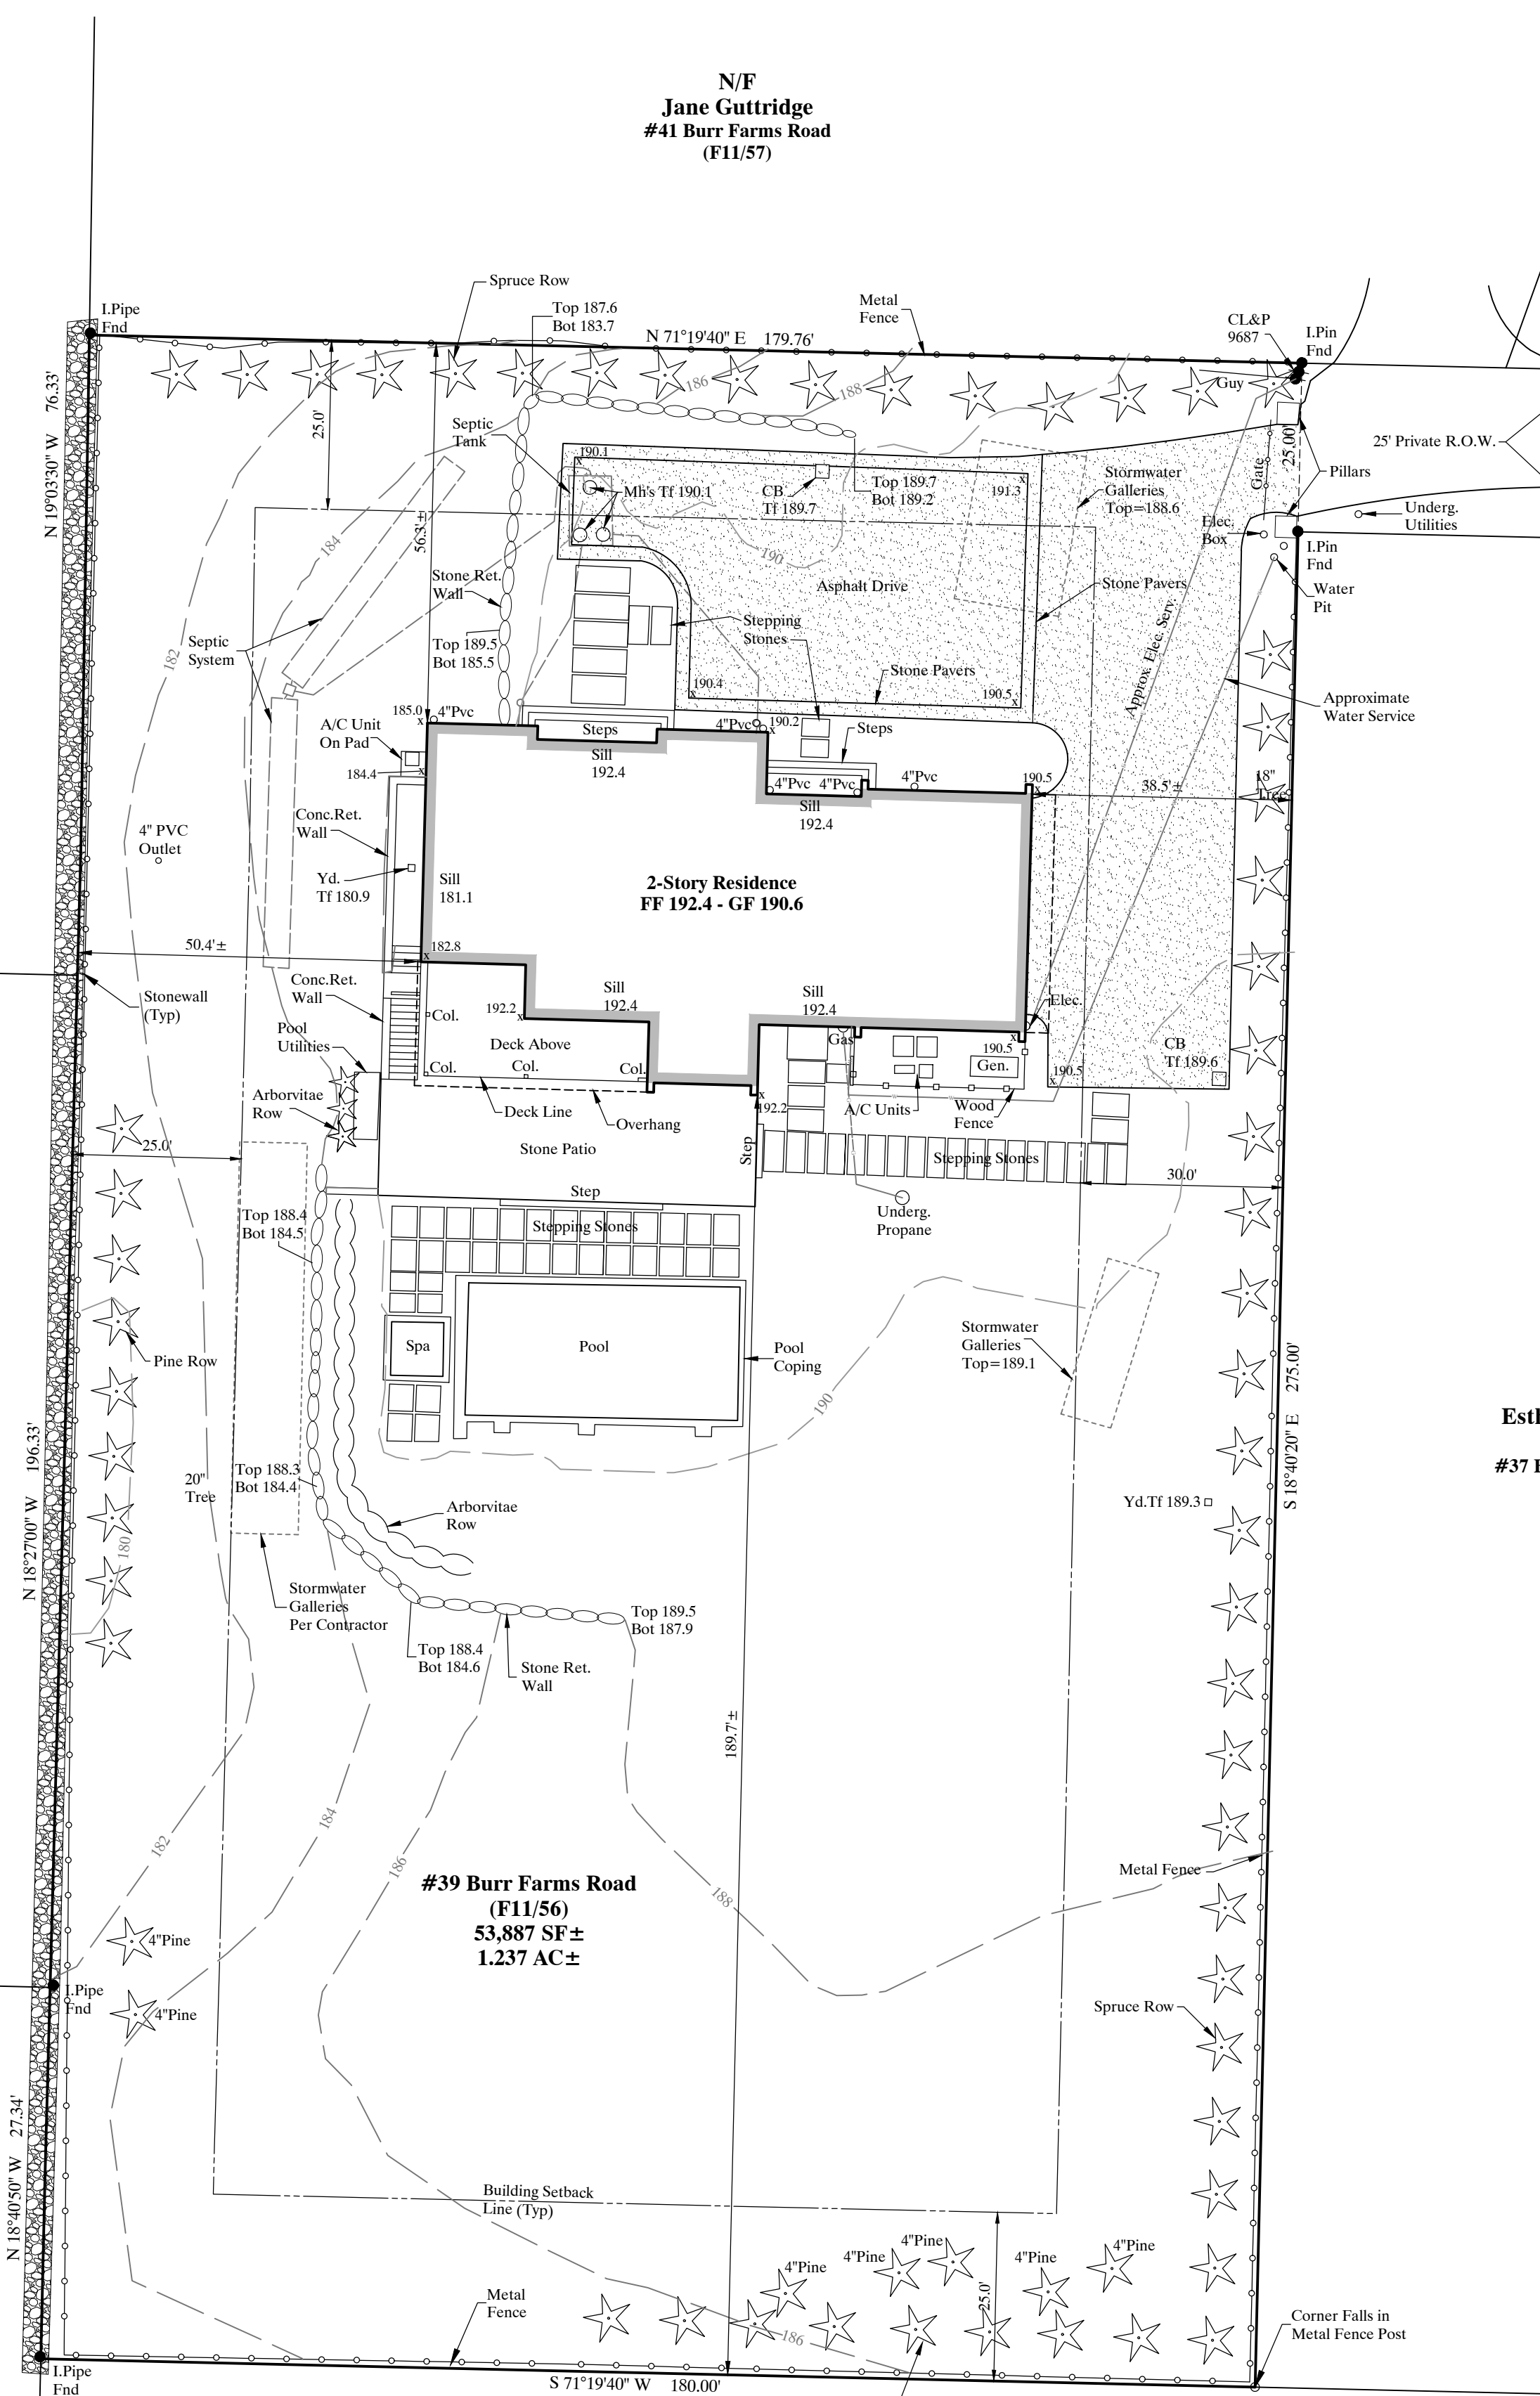 N/F
Jane Guttridge
#41 Burr Farms Road
(F11/57)
Spruce Row
I.Pipe
Fnd
Top 187.6
Bot 183.7
Metal
Fence
CL&P
9687
I.Pin
Fnd
N 71°19'40" E 179.76'
N 19°03'30" W 76.33'
25.0'
186
188
Guy
25.00'
Gate
25' Private R.O.W.
Pillars
Septic
Tank
190.1
Mh's Tf 190.1
CB
Tf 189.7
Top 189.7
Bot 189.2
191.3
Stormwater
Galleries
Top=188.6
Elec.
Box
Underg.
Utilities
I.Pin
Fnd
56.3'±
184
190
Asphalt Drive
Stone Pavers
Water
Pit
Stone Ret.
Wall
Stepping
Stones
Approx. Elec. Serv.
182
Septic
System
Top 189.5
Bot 185.5
Stone Pavers
190.4
190.5
Approximate
Water Service
185.0
4"Pvc
A/C Unit
On Pad
Steps
4"Pvc
190.2
Steps
Sill
192.4
184.4
4"Pvc
4"Pvc
4"Pvc
190.5
38.5'±
18"
Tree
Sill
192.4
Conc.Ret.
Wall
4" PVC
Outlet
Yd.
Tf 180.9
Sill
181.1
2-Story Residence
FF 192.4 - GF 190.6
50.4'±
182.8
Stonewall
(Typ)
Conc.Ret.
Wall
Sill
192.4
Sill
192.4
Elec.
192.2
Col.
Pool
Utilities
Deck Above
Gas
190.5
CB
Tf 189.6
Col.
Col.
Col.
Gen.
190.5
Arborvitae
Row
Deck Line
Overhang
192.2
A/C Units
Wood
Fence
25.0'
Stone Patio
Step
Stepping Stones
30.0'
Step
Underg.
Propane
Top 188.4
Bot 184.5
Stepping Stones
Spa
Pool
Pool
Coping
Stormwater
Galleries
Top=189.1
Pine Row
190
S 18°40'20" E 275.00'
Estl
#37 E
N 18°27'00" W 196.33'
20"
Tree
Top 188.3
Bot 184.4
Arborvitae
Row
Yd.Tf 189.3
180
Stormwater
Galleries
Per Contractor
Top 189.5
Bot 187.9
Top 188.4
Bot 184.6
Stone Ret.
Wall
189.7'±
182
184
186
188
Metal Fence
#39 Burr Farms Road
(F11/56)
53,887 SF±
1.237 AC±
4"Pine
I.Pipe
Fnd
4"Pine
Spruce Row
N 18°40'50" W 27.34'
Building Setback
Line (Typ)
4"Pine
4"Pine
4"Pine
4"Pine
4"Pine
25.0'
Metal
Fence
186
Corner Falls in
Metal Fence Post
I.Pipe
Fnd
S 71°19'40" W 180.00'